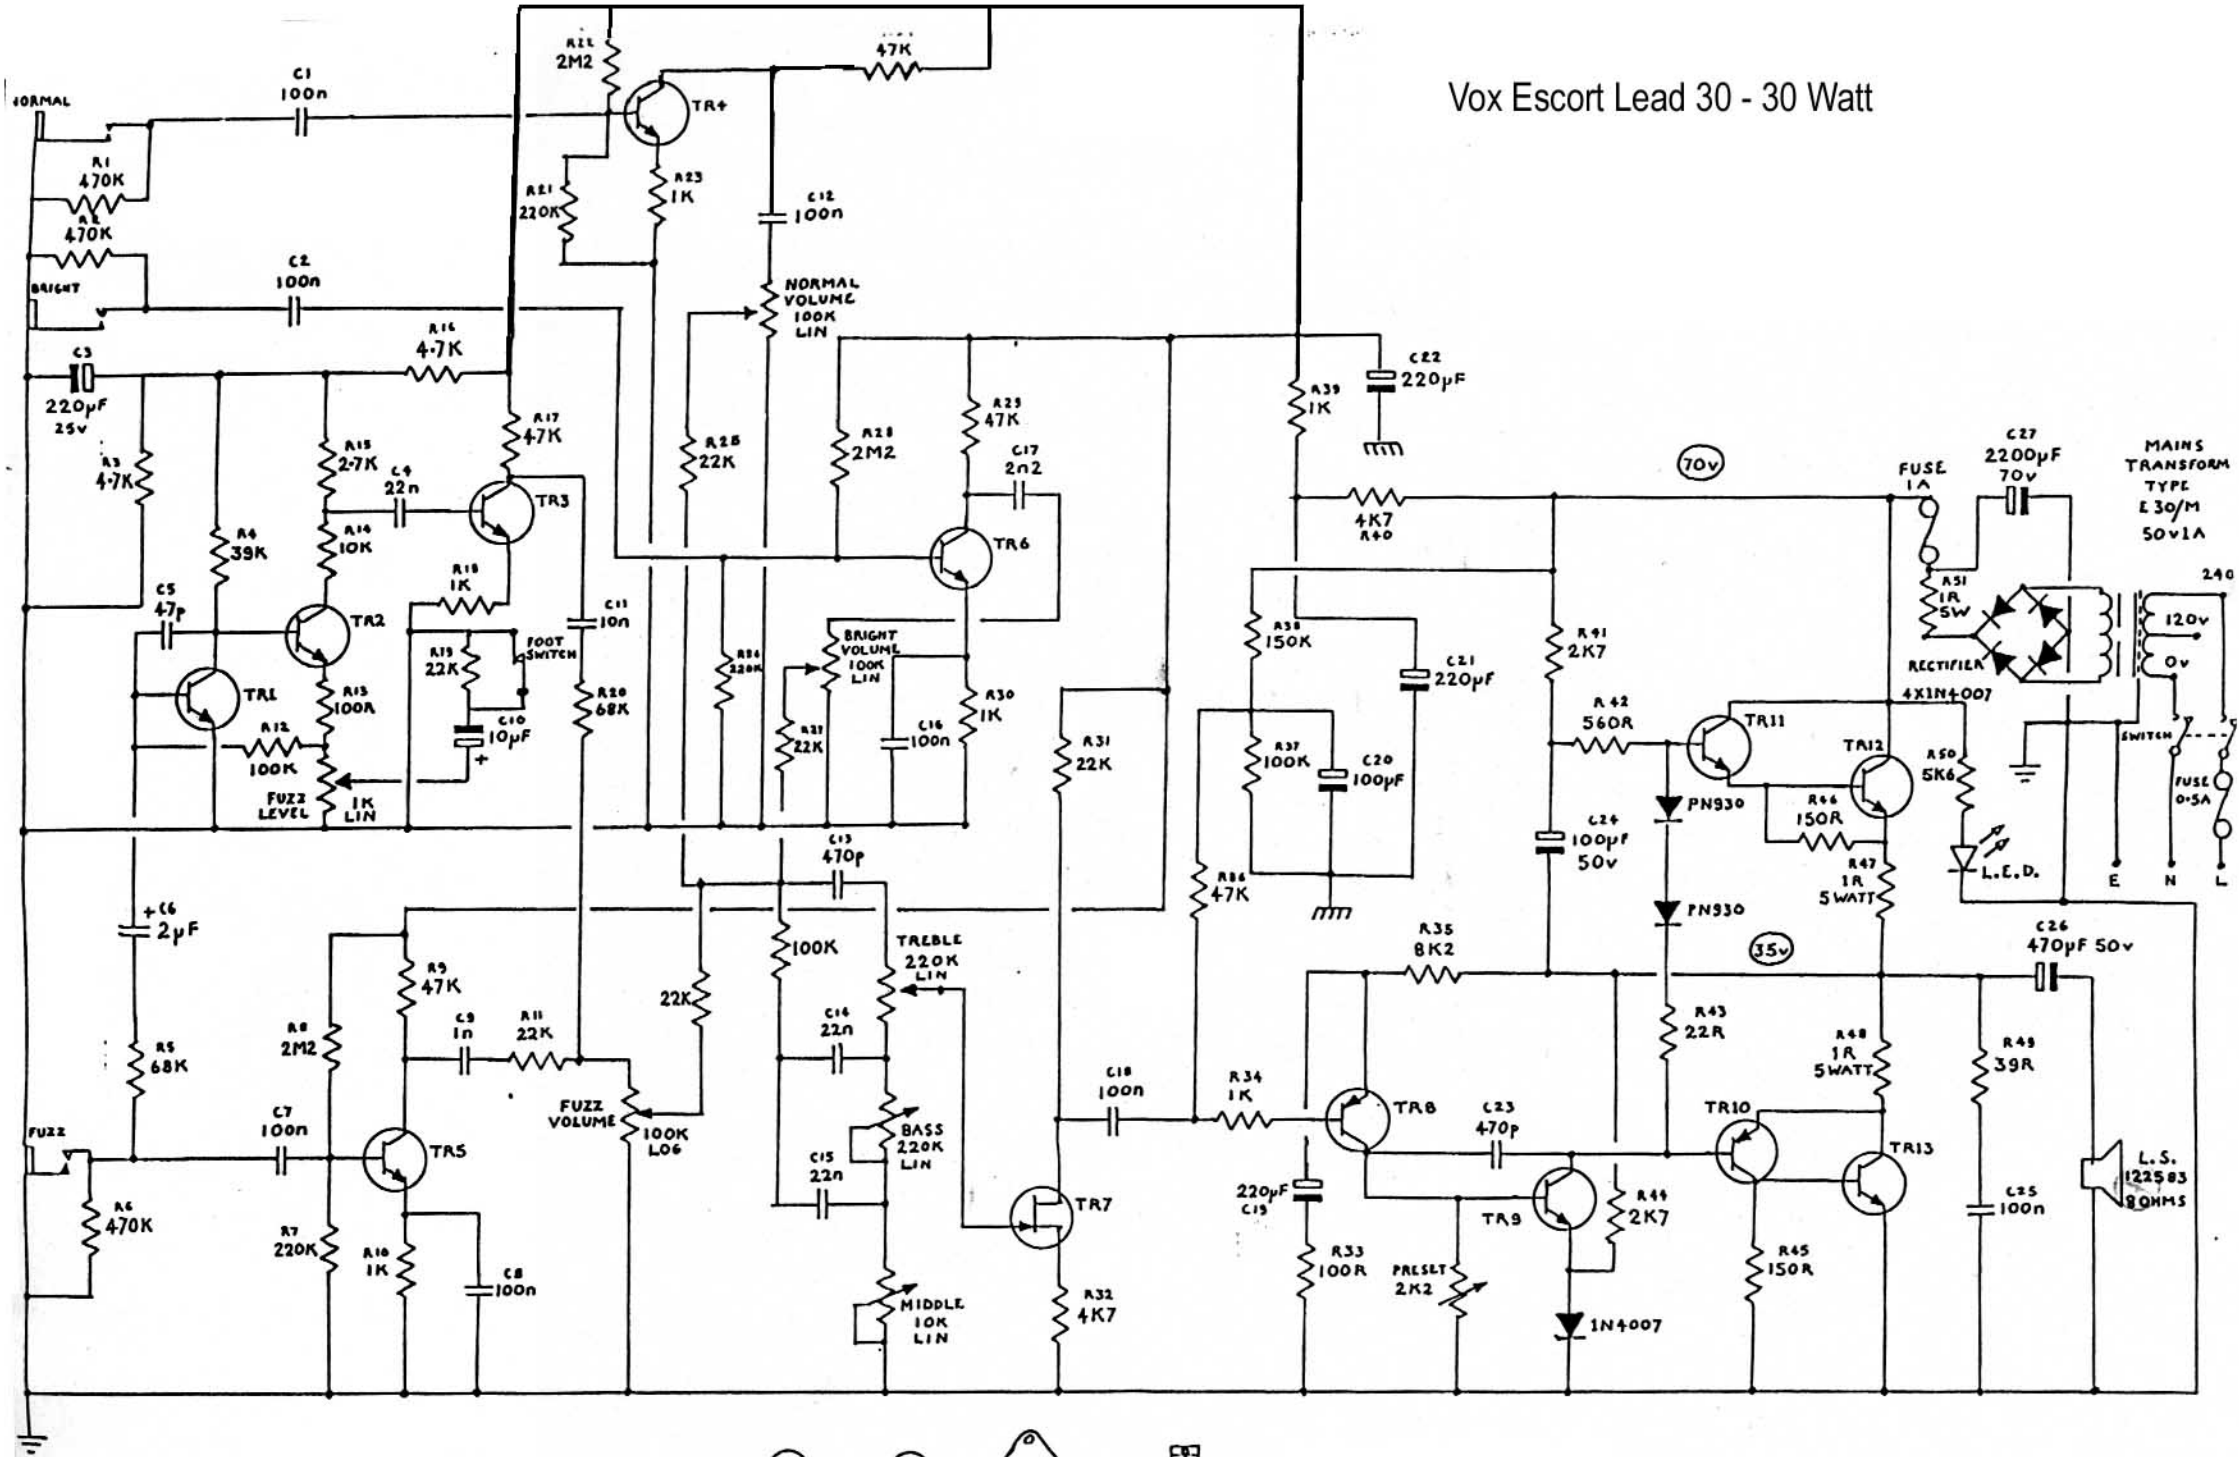 Vox Escort Lead 30 - 30 Watt
NORMAL
C1
100n
R1
470K
R2
470K
C2
100n
BRIGHT
R22
2M2
TR4
47K
R21
220K
R23
1K
C12
100n
NORMAL
VOLUME
100K
LIN
C3
220µF
25v
R16
4.7K
R3
4.7K
R4
39K
R15
2.7K
C4
22n
R17
47K
TR3
R14
10K
R18
1K
C5
47p
TR2
TR1
R12
100K
R13
100R
FUZZ
LEVEL
1K
LIN
R19
22K
FOOT
SWITCH
C10
10µF
+
C11
10n
R20
68K
R25
22K
R28
2M2
R29
47K
C17
2n2
TR6
R26
220K
BRIGHT
VOLUME
100K
LIN
R27
22K
C16
100n
R30
1K
R31
22K
C13
470p
+
C6
2µF
R5
68K
FUZZ
R6
470K
C7
100n
R8
2M2
R7
220K
R9
47K
C9
1n
R11
22K
TR5
R10
1K
C8
100n
FUZZ
VOLUME
100K
LOG
22K
100K
TREBLE
220K
LIN
C14
22n
BASS
220K
LIN
C15
22n
MIDDLE
10K
LIN
TR7
R32
4K7
C18
100n
C22
220µF
R39
1K
4K7
R40
70v
R38
150K
R37
100K
C20
100µF
C21
220µF
R36
47K
R41
2K7
R42
560R
C24
100µF
50v
PN930
PN930
R43
22R
35v
R35
8K2
R34
1K
TR8
C23
470p
220µF
C19
R33
100R
PRESET
2K2
TR9
R44
2K7
1N4007
TR10
R45
150R
TR11
TR12
R46
150R
R47
1R
5 WATT
R48
1R
5 WATT
TR13
R49
39R
C25
100n
C26
470µF 50v
L.S.
122583
8 OHMS
FUSE
1A
C27
2200µF
70v
R51
1R
5W
RECTIFIER
4X1N4007
R50
5K6
L.E.D.
MAINS
TRANSFORM
TYPE
E30/M
50v1A
240
120v
0v
SWITCH
FUSE
0.5A
E
N
L